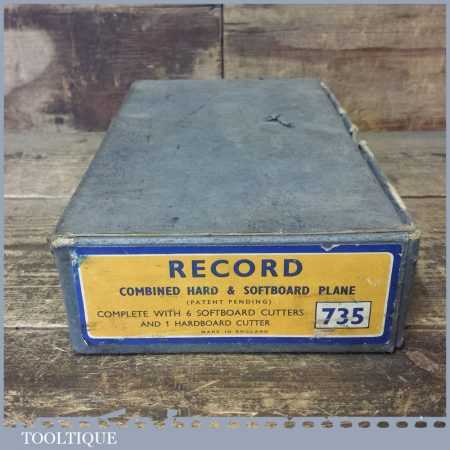 RECORD
COMBINED HARD & SOFTBOARD PLANE
(PATENT PENDING)
COMPLETE WITH 6 SOFTBOARD CUTTERS
AND 1 HARDBOARD CUTTER
735
MADE IN ENGLAND
TOOLTIQUE